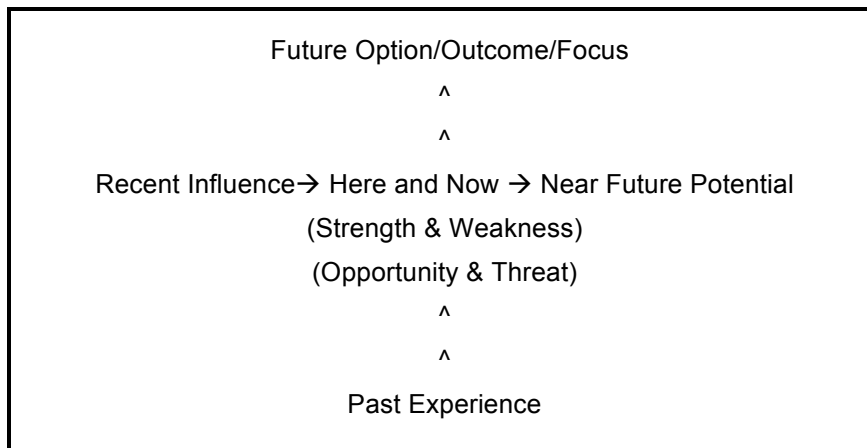 Future Option/Outcome/Focus
^
^
Recent Influence→ Here and Now → Near Future Potential
(Strength & Weakness)
(Opportunity & Threat)
^
^
Past Experience